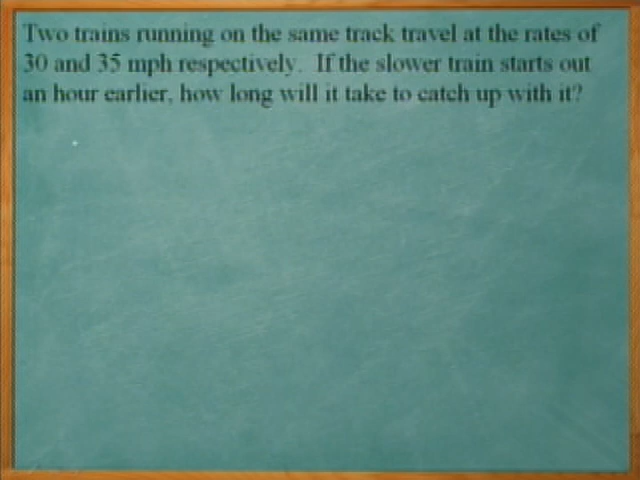 Two trains running on the same track travel at the rates of
30 and 35 mph respectively.  If the slower train starts out
an hour earlier, how long will it take to catch up with it?